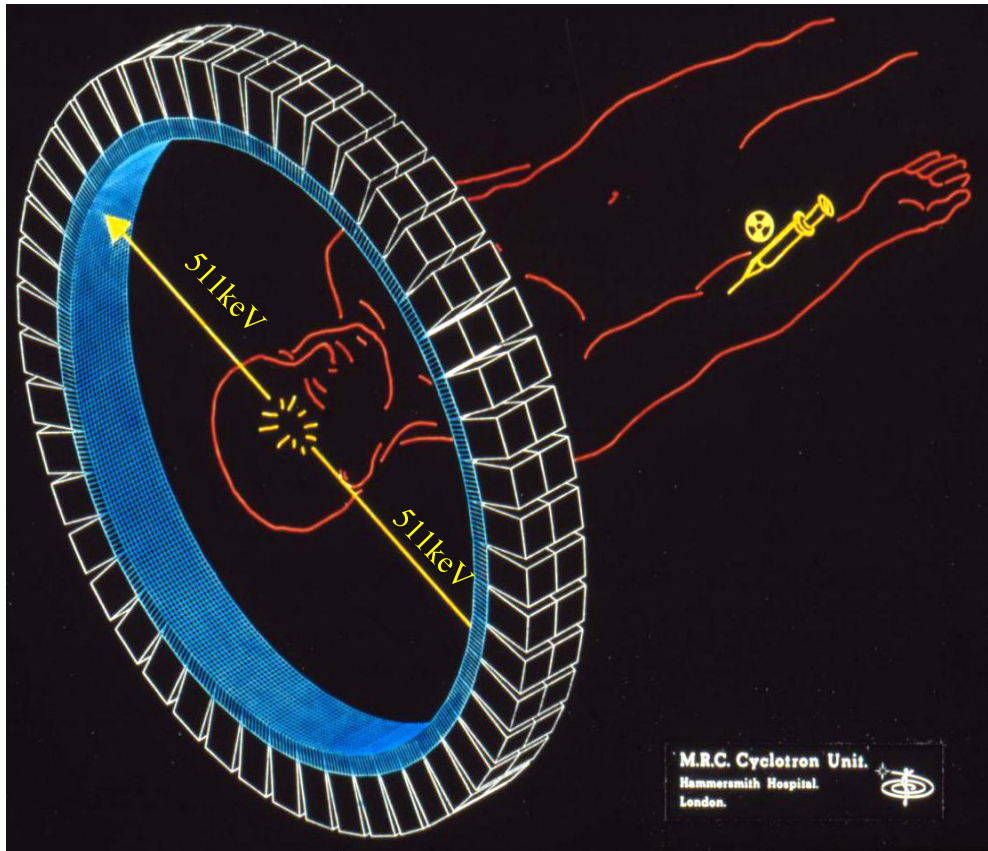 511keV
511keV
M.R.C. Cyclotron Unit.
Hammersmith Hospital.
London.